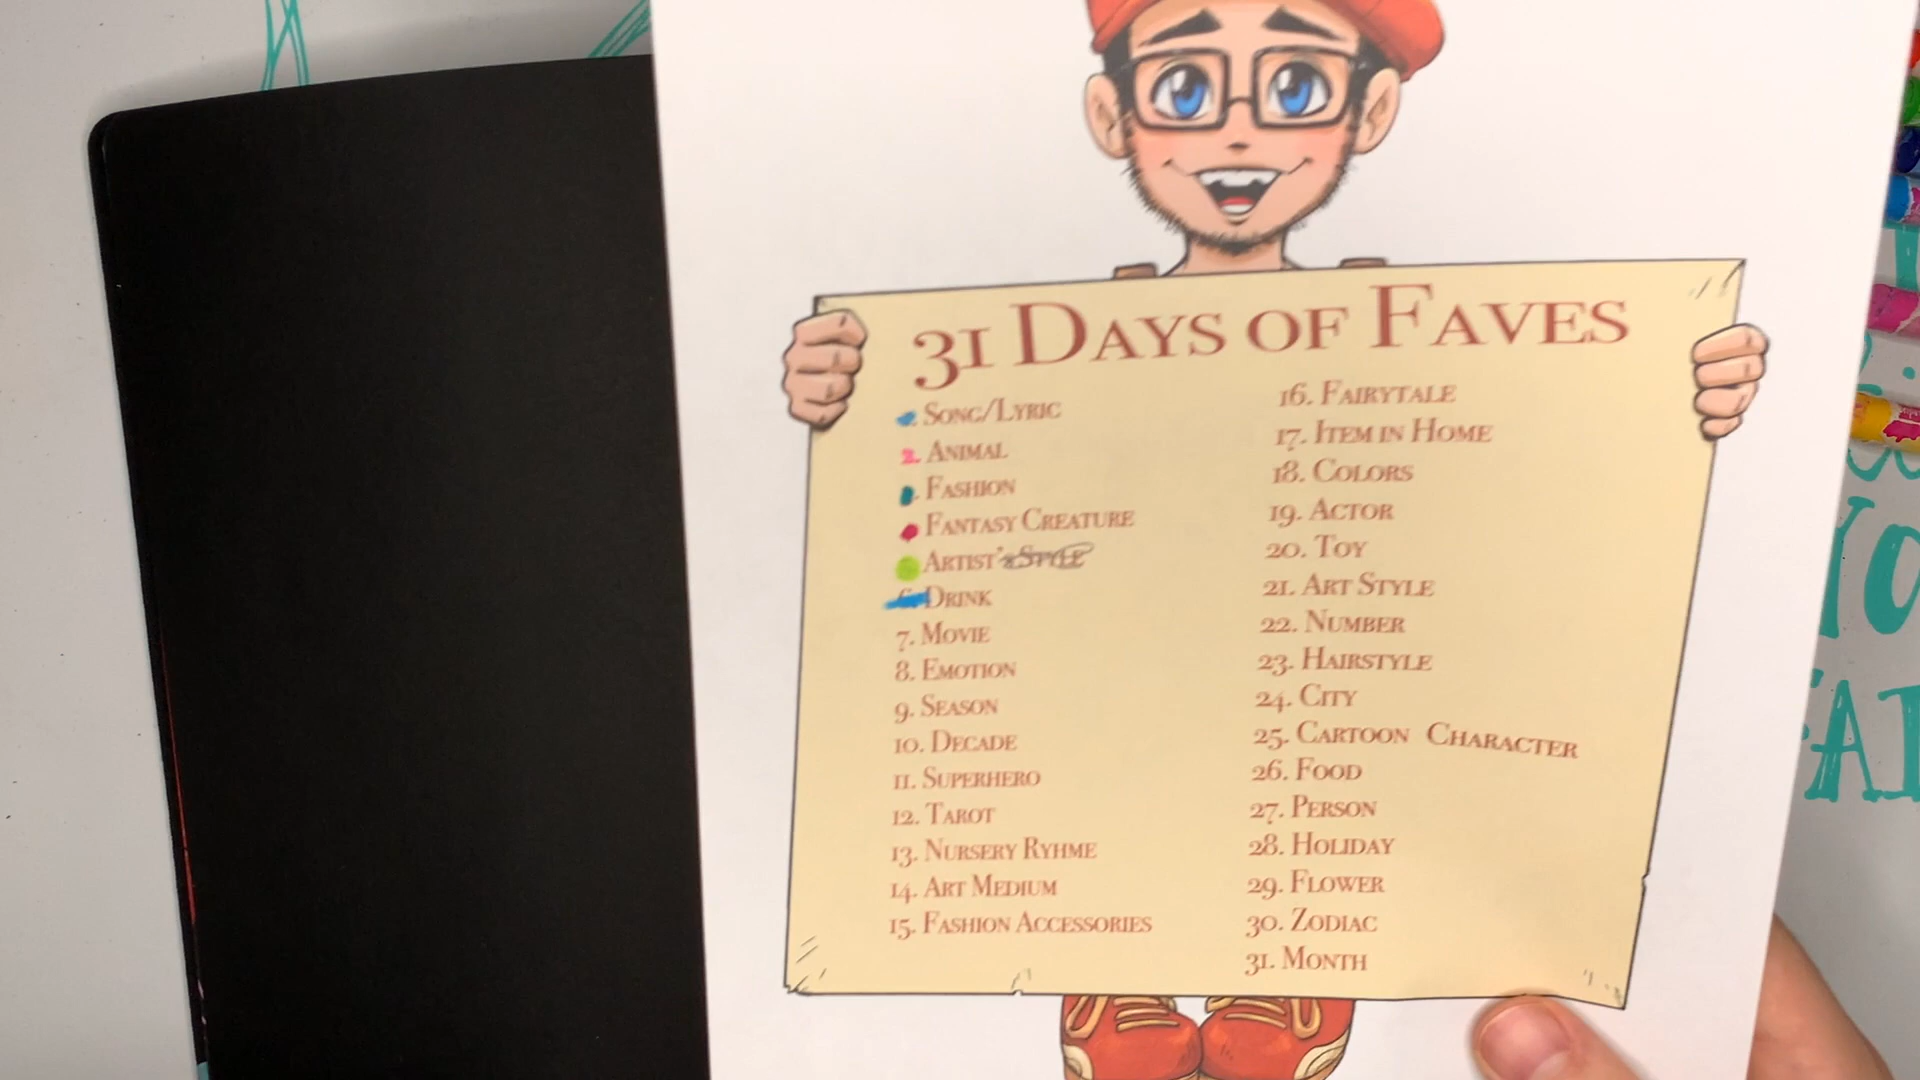 31 Days of Faves
Song/Lyric
2. Animal
Fashion
Fantasy Creature
Artist's Style
6. Drink
7. Movie
8. Emotion
9. Season
10. Decade
11. Superhero
12. Tarot
13. Nursery Ryhme
14. Art Medium
15. Fashion Accessories
16. Fairytale
17. Item in Home
18. Colors
19. Actor
20. Toy
21. Art Style
22. Number
23. Hairstyle
24. City
25. Cartoon Character
26. Food
27. Person
28. Holiday
29. Flower
30. Zodiac
31. Month